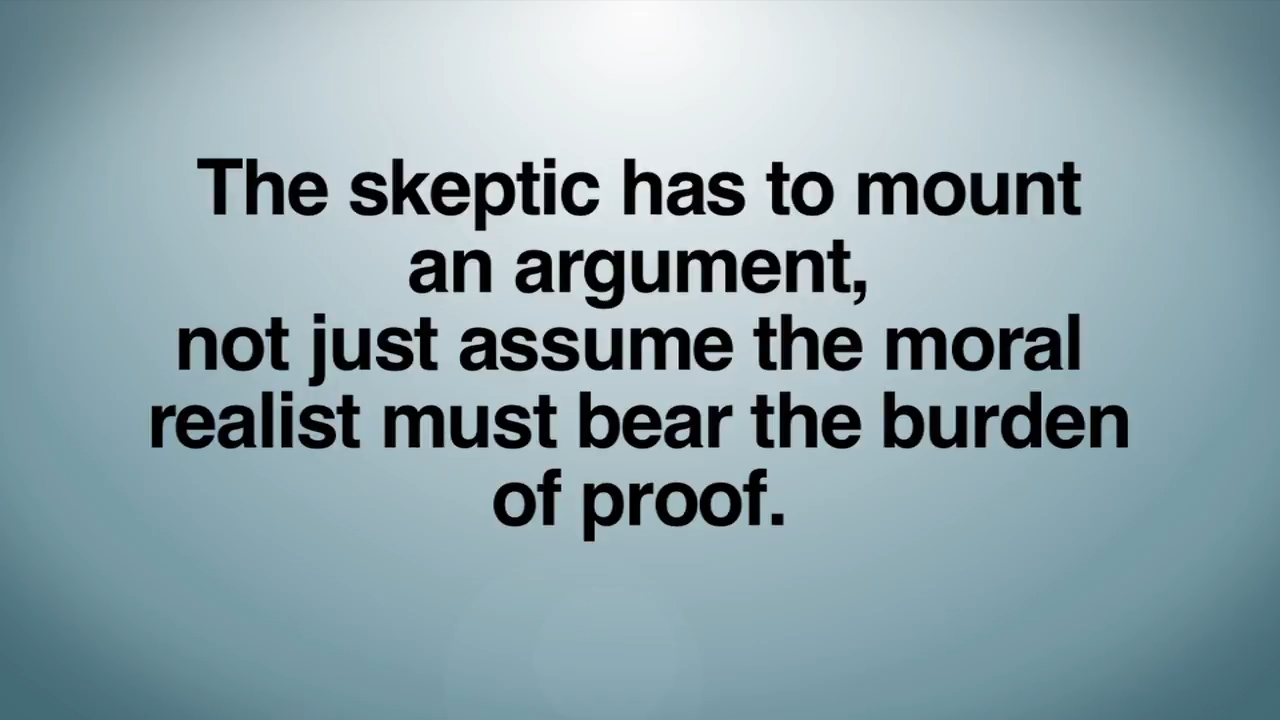 The skeptic has to mount
an argument,
not just assume the moral
realist must bear the burden
of proof.